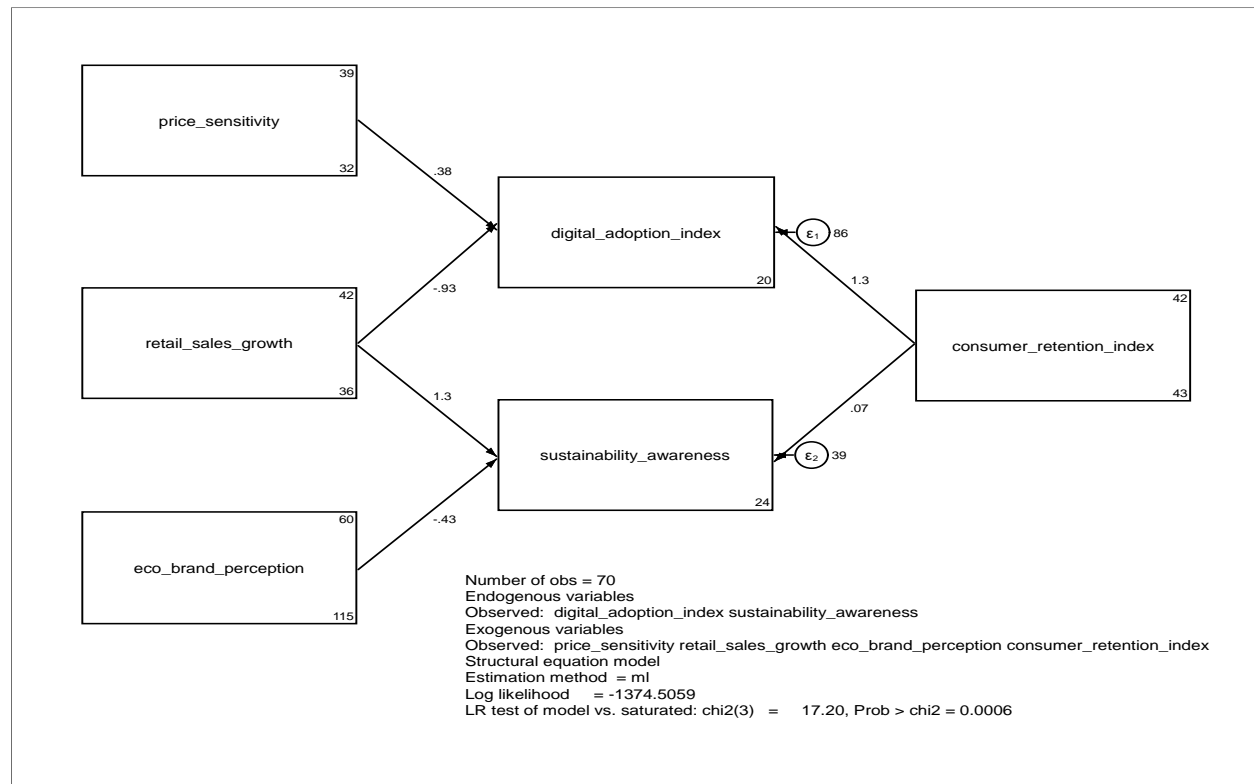 39
price_sensitivity
32
.38
digital_adoption_index
20
ε1 86
-.93
1.3
42
retail_sales_growth
36
42
consumer_retention_index
43
1.3
.07
sustainability_awareness
24
ε2 39
-.43
60
eco_brand_perception
115
Number of obs = 70
Endogenous variables
Observed: digital_adoption_index sustainability_awareness
Exogenous variables
Observed: price_sensitivity retail_sales_growth eco_brand_perception consumer_retention_index
Structural equation model
Estimation method = ml
Log likelihood = -1374.5059
LR test of model vs. saturated: chi2(3) = 17.20, Prob > chi2 = 0.0006